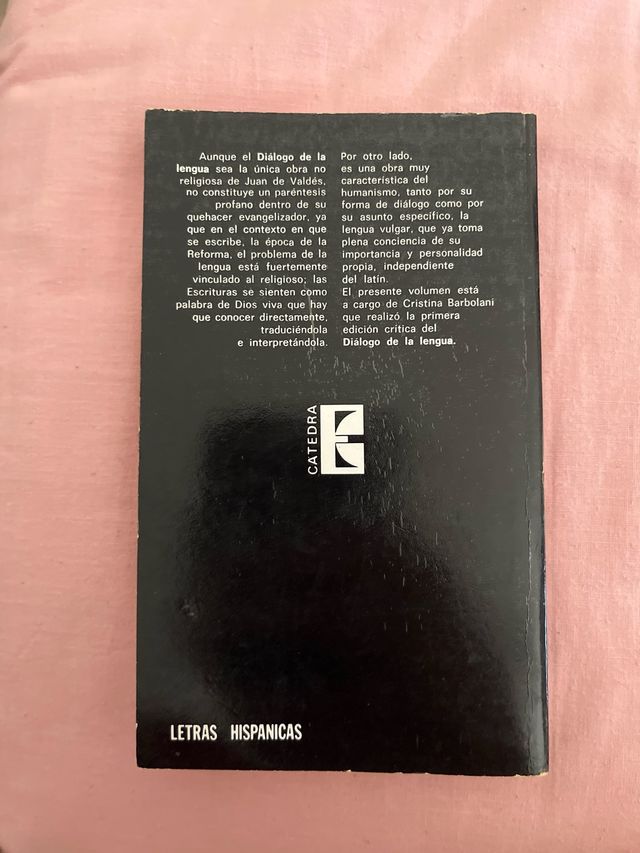 Aunque el Diálogo de la
lengua sea la única obra no
religiosa de Juan de Valdés,
no constituye un paréntesis
profano dentro de su
quehacer evangelizador, ya
que en el contexto en que
se escribe, la época de la
Reforma, el problema de la
lengua está fuertemente
vinculado al religioso; las
Escrituras se sienten como
palabra de Dios viva que hay
que conocer directamente,
traduciéndola
e interpretándola.
Por otro lado,
es una obra muy
característica del
humanismo, tanto por su
forma de diálogo como por
su asunto específico, la
lengua vulgar, que ya toma
plena conciencia de su
importancia y personalidad
propia, independiente
del latín.
El presente volumen está
a cargo de Cristina Barbolani
que realizó la primera
edición crítica del
Diálogo de la lengua.
CATEDRA
LETRAS HISPANICAS